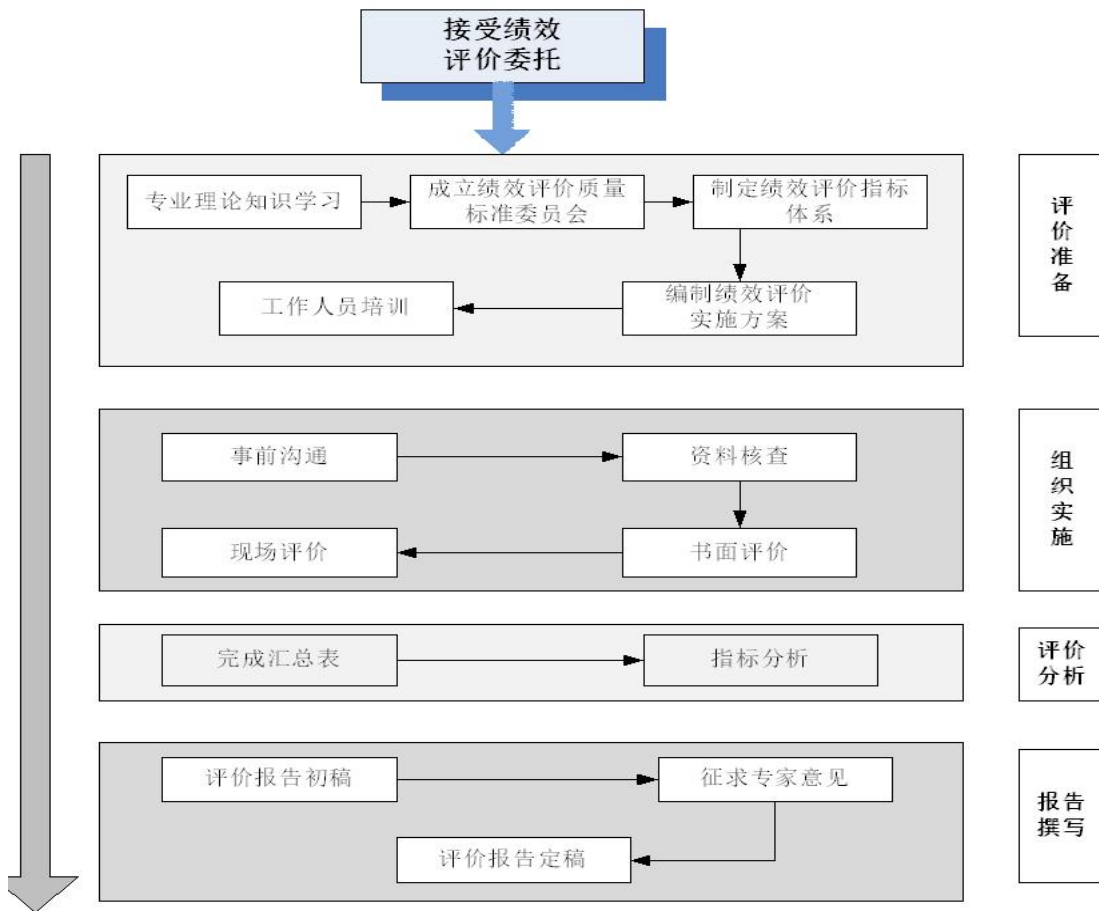 接受绩效
评价委托
专业理论知识学习
成立绩效评价质量
标准委员会
制定绩效评价指标
体系
工作人员培训
编制绩效评价
实施方案
评
价
准
备
事前沟通
资料核查
现场评价
书面评价
组
织
实
施
完成汇总表
指标分析
评价
分析
评价报告初稿
征求专家意见
评价报告定稿
报告
撰写